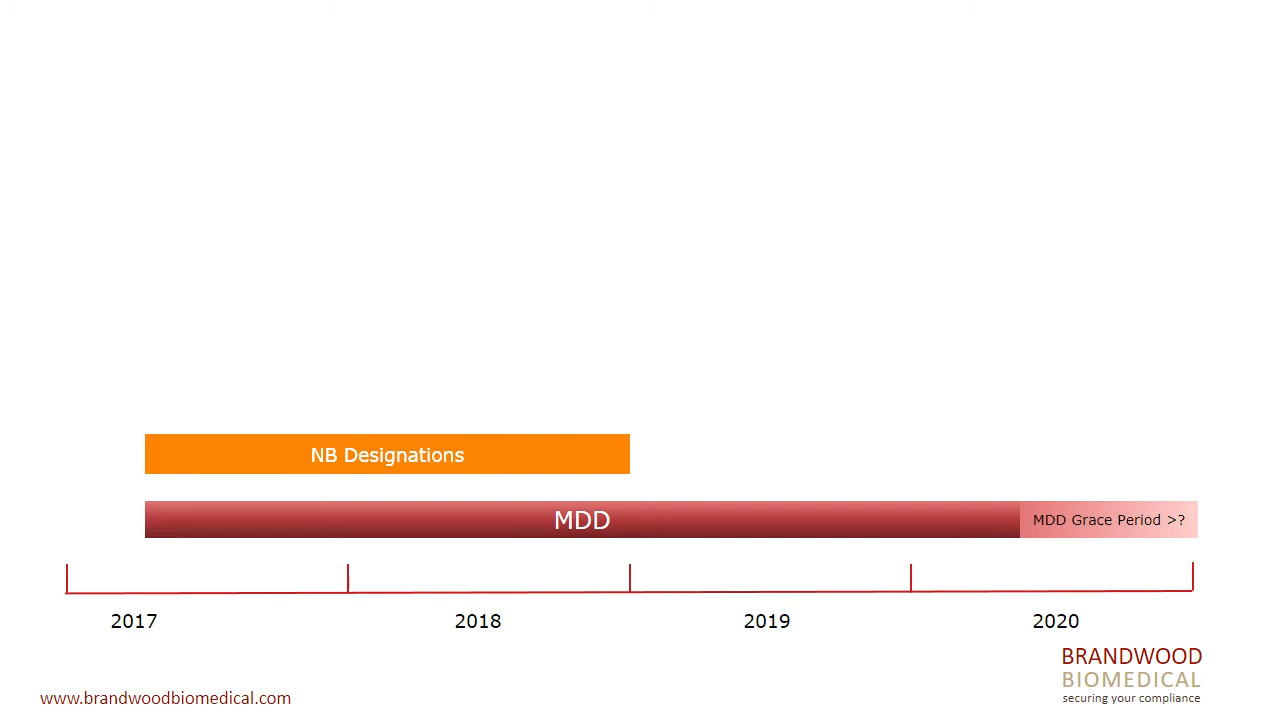 NB Designations
MDD
MDD Grace Period >?
2017
2018
2019
2020
BRANDWOOD
BIOMEDICAL
securing your compliance
www.brandwoodbiomedical.com